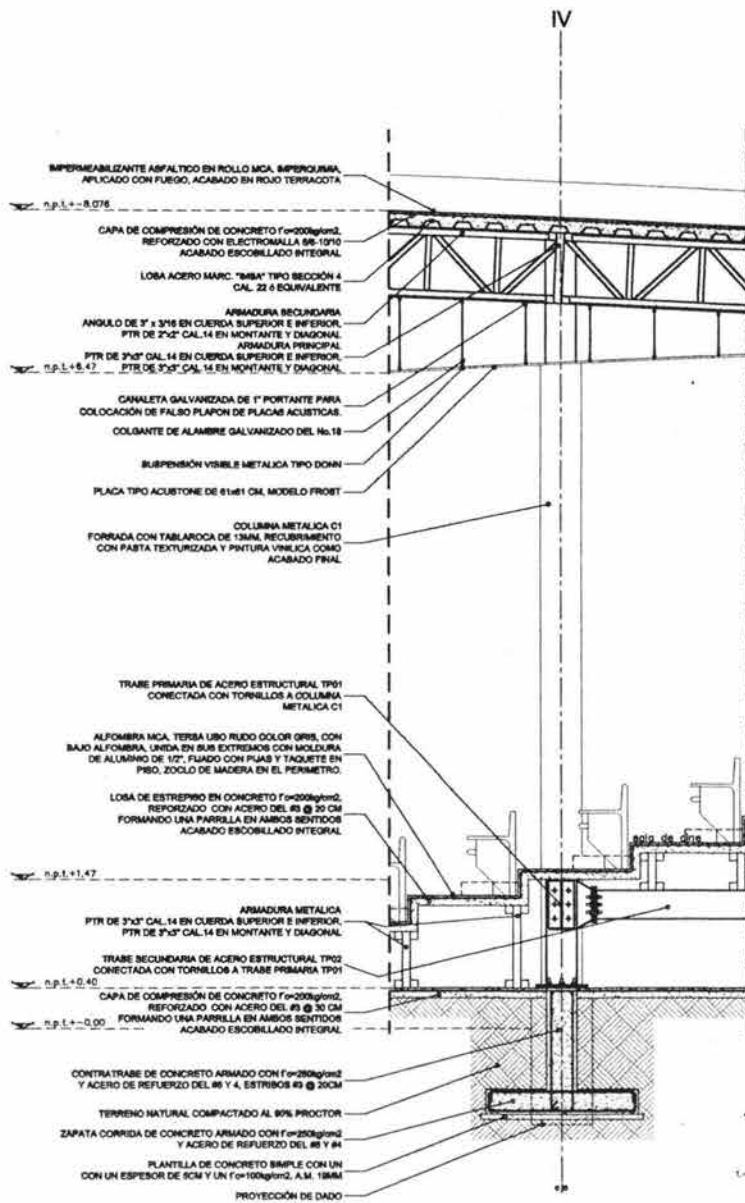 IV
IMPERMEABILIZANTE ASFALTICO EN ROLLO MCA. IMPERQUIMIA,
APLICADO CON FUEGO, ACABADO EN ROJO TERRACOTA
n.p.t.+-8.076
CAPA DE COMPRESIÓN DE CONCRETO f'c=200kg/cm2,
REFORZADO CON ELECTROMALLA 6/6-10/10
ACABADO ESCOBILLADO INTEGRAL
LOSA ACERO MARC. "IMSA" TIPO SECCIÓN 4
CAL. 22 ó EQUIVALENTE
ARMADURA SECUNDARIA
ANGULO DE 3" x 3/16 EN CUERDA SUPERIOR E INFERIOR,
PTR DE 2"x2" CAL.14 EN MONTANTE Y DIAGONAL
ARMADURA PRINCIPAL
PTR DE 3"x3" CAL.14 EN CUERDA SUPERIOR E INFERIOR,
n.p.t.+6.47 PTR DE 3"x3" CAL.14 EN MONTANTE Y DIAGONAL
CANALETA GALVANIZADA DE 1" PORTANTE PARA
COLOCACIÓN DE FALSO PLAFON DE PLACAS ACUSTICAS.
COLGANTE DE ALAMBRE GALVANIZADO DEL No.18
SUSPENSIÓN VISIBLE METALICA TIPO DONN
PLACA TIPO ACUSTONE DE 61x61 CM, MODELO FROST
COLUMNA METALICA C1
FORRADA CON TABLAROCA DE 13MM, RECUBRIMIENTO
CON PASTA TEXTURIZADA Y PINTURA VINILICA COMO
ACABADO FINAL
TRABE PRIMARIA DE ACERO ESTRUCTURAL TP01
CONECTADA CON TORNILLOS A COLUMNA
METALICA C1
ALFOMBRA MCA. TERSA USO RUDO COLOR GRIS, CON
BAJO ALFOMBRA, UNIDA EN SUS EXTREMOS CON MOLDURA
DE ALUMINIO DE 1/2", FIJADO CON PIJAS Y TAQUETE EN
PISO, ZOCLO DE MADERA EN EL PERIMETRO.
LOSA DE ESTREPISO EN CONCRETO f'c=200kg/cm2,
REFORZADO CON ACERO DEL #3 @ 20 CM
FORMANDO UNA PARRILLA EN AMBOS SENTIDOS
ACABADO ESCOBILLADO INTEGRAL
sala de cine
n.p.t.+1.47
ARMADURA METALICA
PTR DE 3"x3" CAL.14 EN CUERDA SUPERIOR E INFERIOR,
PTR DE 3"x3" CAL.14 EN MONTANTE Y DIAGONAL
TRABE SECUNDARIA DE ACERO ESTRUCTURAL TP02
CONECTADA CON TORNILLOS A TRABE PRIMARIA TP01
n.p.t.+0.40
CAPA DE COMPRESIÓN DE CONCRETO f'c=200kg/cm2,
REFORZADO CON ACERO DEL #3 @ 30 CM
FORMANDO UNA PARRILLA EN AMBOS SENTIDOS
n.p.t.+-0.00
ACABADO ESCOBILLADO INTEGRAL
CONTRATRABE DE CONCRETO ARMADO CON f'c=250kg/cm2
Y ACERO DE REFUERZO DEL #6 Y 4, ESTRIBOS #3 @ 20CM
TERRENO NATURAL COMPACTADO AL 90% PROCTOR
ZAPATA CORRIDA DE CONCRETO ARMADO CON f'c=250kg/cm2
Y ACERO DE REFUERZO DEL #6 Y #4
PLANTILLA DE CONCRETO SIMPLE CON UN
CON UN ESPESOR DE 5CM Y UN f'c=100kg/cm2, A.M. 19MM
PROYECCIÓN DE DADO